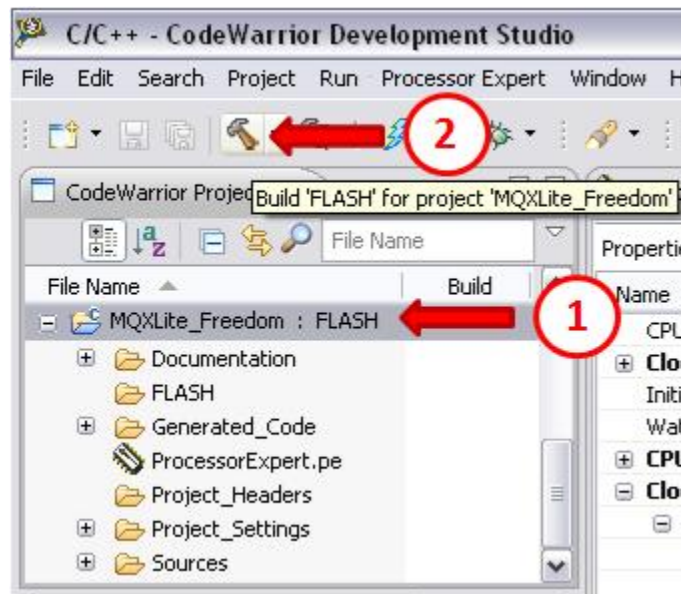 C/C++ - CodeWarrior Development Studio
File Edit Search Project Run Processor Expert Window H
2
CodeWarrior Projec
Build 'FLASH' for project 'MQXLite_Freedom'
File Name
Properti
File Name Build
Name
MQXLite_Freedom : FLASH
1
CPU
Documentation
Clo
FLASH
Initi
Generated_Code
Wat
ProcessorExpert.pe
CPU
Project_Headers
Clo
Project_Settings
Sources